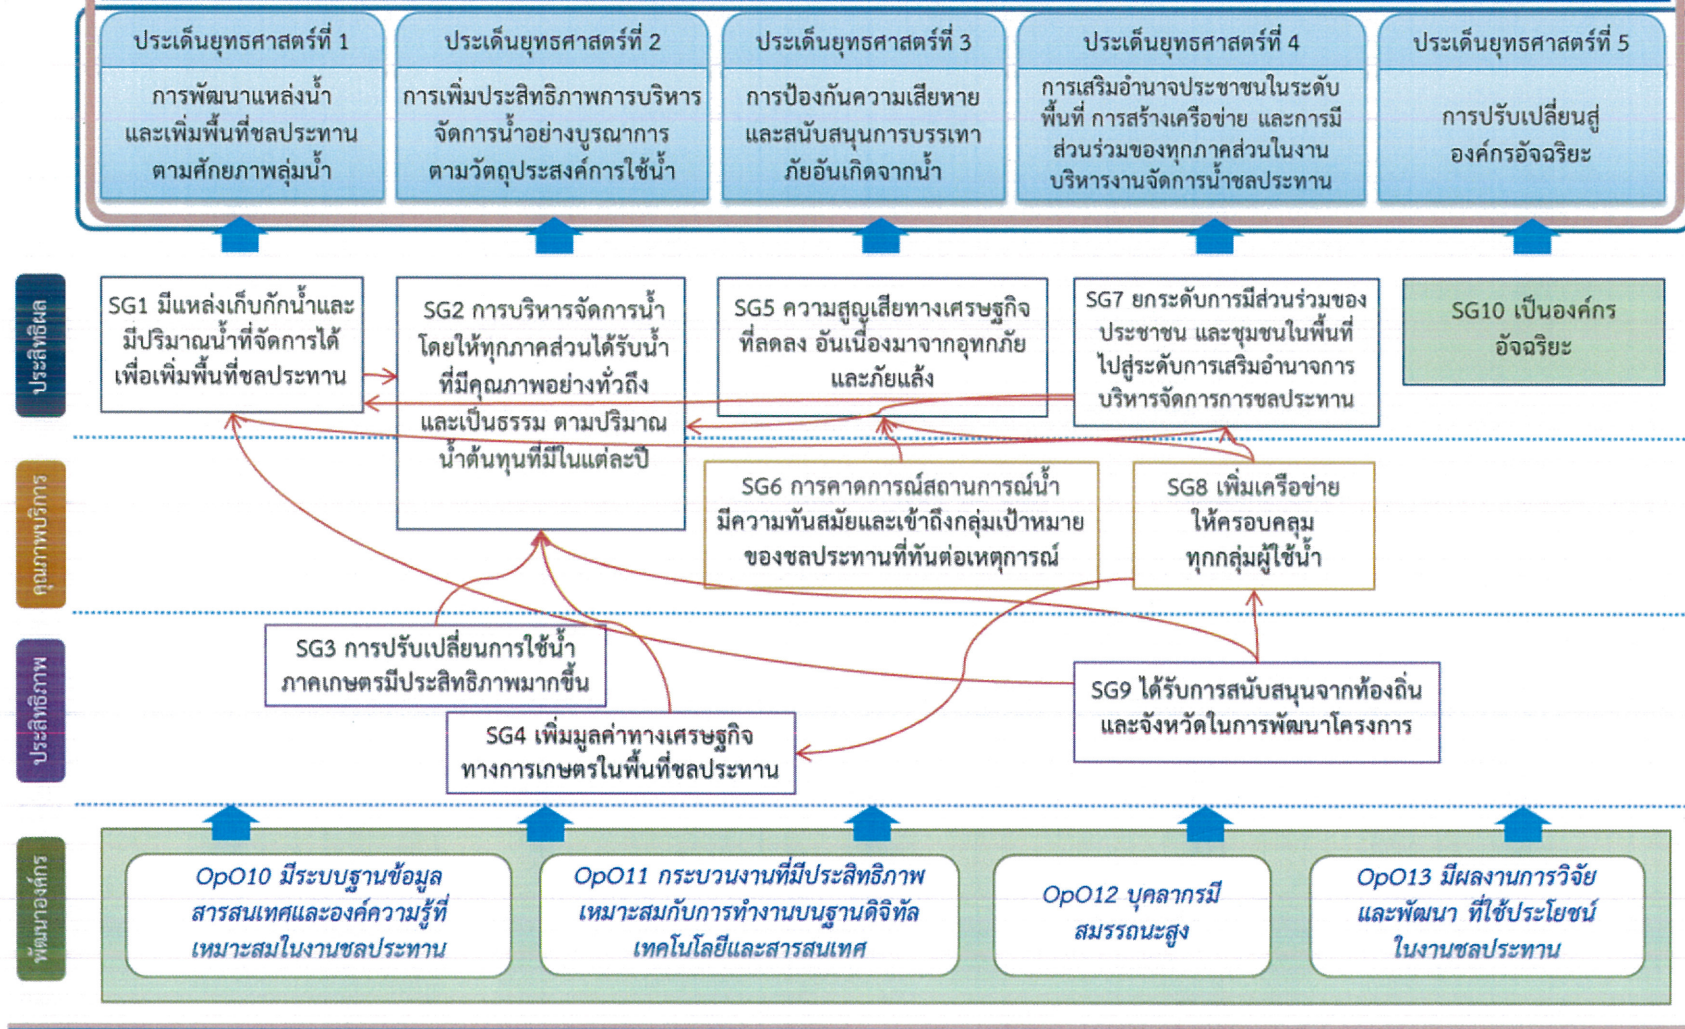 ประเด็นยุทธศาสตร์ที่ 1
การพัฒนาแหล่งน้ำ
และเพิ่มพื้นที่ชลประทาน
ตามศักยภาพลุ่มน้ำ
ประเด็นยุทธศาสตร์ที่ 2
การเพิ่มประสิทธิภาพการบริหาร
จัดการน้ำอย่างบูรณาการ
ตามวัตถุประสงค์การใช้น้ำ
ประเด็นยุทธศาสตร์ที่ 3
การป้องกันความเสียหาย
และสนับสนุนการบรรเทา
ภัยอันเกิดจากน้ำ
ประเด็นยุทธศาสตร์ที่ 4
การเสริมอำนาจประชาชนในระดับ
พื้นที่ การสร้างเครือข่าย และการมี
ส่วนร่วมของทุกภาคส่วนในงาน
บริหารงานจัดการน้ำชลประทาน
ประเด็นยุทธศาสตร์ที่ 5
การปรับเปลี่ยนสู่
องค์กรอัจฉริยะ
ประสิทธิผล
SG1 มีแหล่งเก็บกักน้ำและ
มีปริมาณน้ำที่จัดการได้
เพื่อเพิ่มพื้นที่ชลประทาน
SG2 การบริหารจัดการน้ำ
โดยให้ทุกภาคส่วนได้รับน้ำ
ที่มีคุณภาพอย่างทั่วถึง
และเป็นธรรม ตามปริมาณ
น้ำต้นทุนที่มีในแต่ละปี
SG5 ความสูญเสียทางเศรษฐกิจ
ที่ลดลง อันเนื่องมาจากอุทกภัย
และภัยแล้ง
SG7 ยกระดับการมีส่วนร่วมของ
ประชาชน และชุมชนในพื้นที่
ไปสู่ระดับการเสริมอำนาจการ
บริหารจัดการการชลประทาน
SG10 เป็นองค์กร
อัจฉริยะ
คุณภาพบริการ
SG6 การคาดการณ์สถานการณ์น้ำ
มีความทันสมัยและเข้าถึงกลุ่มเป้าหมาย
ของชลประทานที่ทันต่อเหตุการณ์
SG8 เพิ่มเครือข่าย
ให้ครอบคลุม
ทุกกลุ่มผู้ใช้น้ำ
ประสิทธิภาพ
SG3 การปรับเปลี่ยนการใช้น้ำ
ภาคเกษตรมีประสิทธิภาพมากขึ้น
SG4 เพิ่มมูลค่าทางเศรษฐกิจ
ทางการเกษตรในพื้นที่ชลประทาน
SG9 ได้รับการสนับสนุนจากท้องถิ่น
และจังหวัดในการพัฒนาโครงการ
พัฒนาองค์กร
OpO10 มีระบบฐานข้อมูล
สารสนเทศและองค์ความรู้ที่
เหมาะสมในงานชลประทาน
OpO11 กระบวนงานที่มีประสิทธิภาพ
เหมาะสมกับการทำงานบนฐานดิจิทัล
เทคโนโลยีและสารสนเทศ
OpO12 บุคลากรมี
สมรรถนะสูง
OpO13 มีผลงานการวิจัย
และพัฒนา ที่ใช้ประโยชน์
ในงานชลประทาน